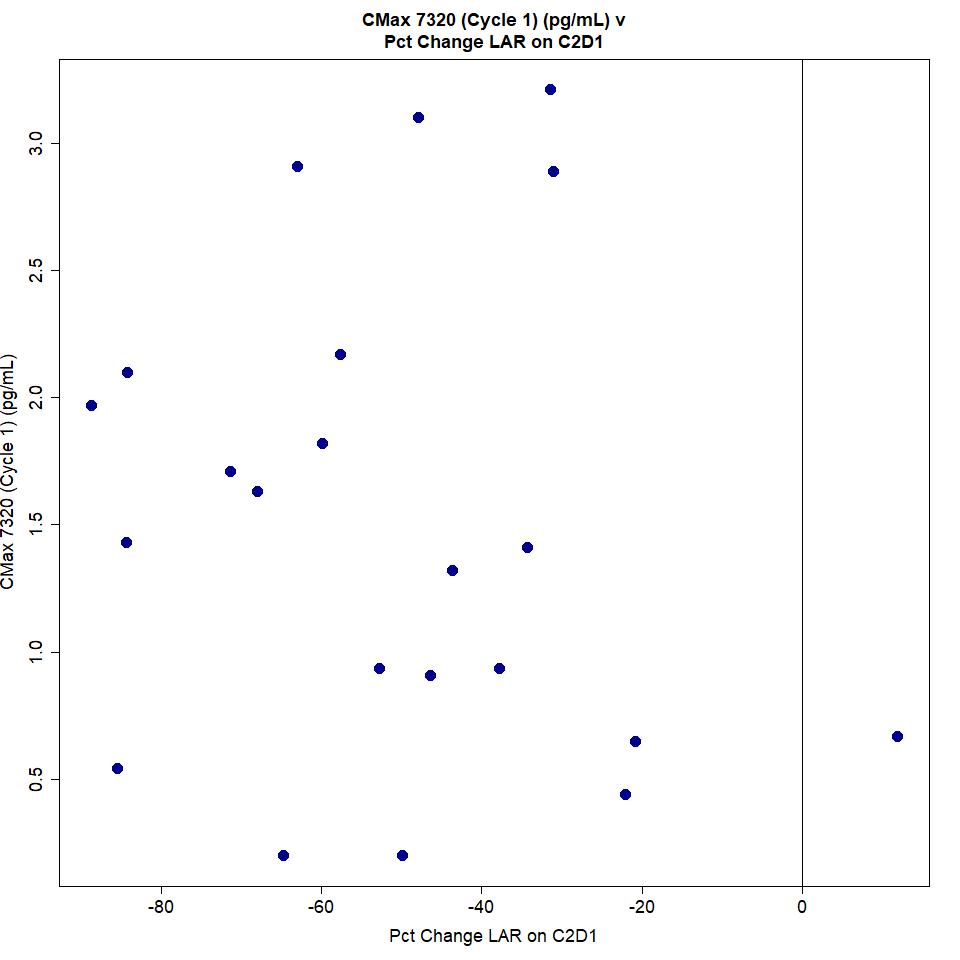 CMax 7320 (Cycle 1) (pg/mL) v
Pct Change LAR on C2D1
CMax 7320 (Cycle 1) (pg/mL)
3.0
2.5
2.0
1.5
1.0
0.5
-80 -60 -40 -20 0
Pct Change LAR on C2D1